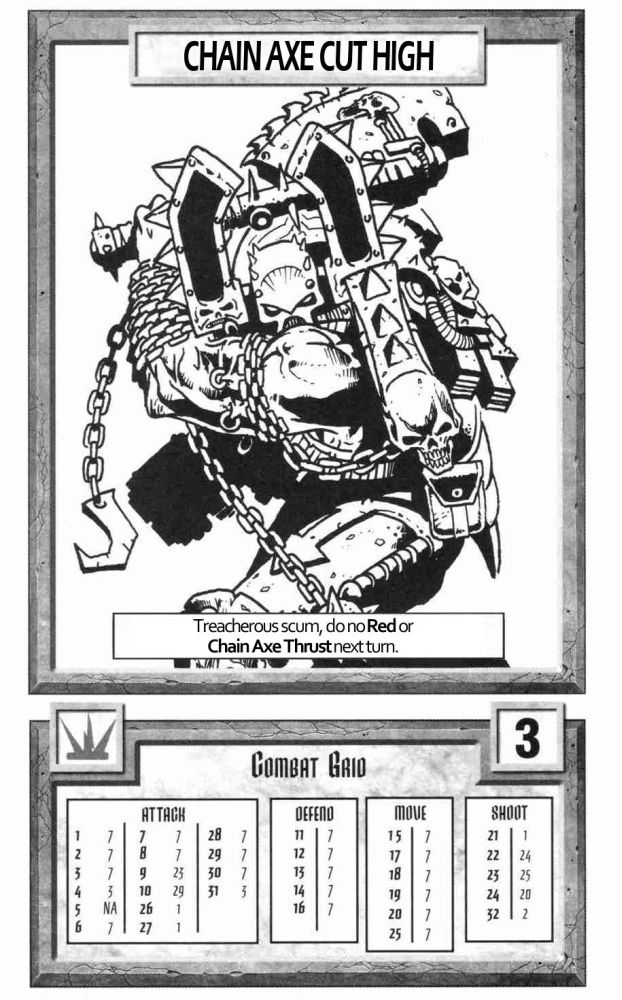 CHAIN AXE CUT HIGH
Treacherous scum, do no Red or
Chain Axe Thrust next turn.
3
COMBAT GRID
ATTACK
1 7 7 7 28 7
2 7 8 7 29 7
3 7 9 23 30 7
4 3 10 29 31 3
5 NA 26 1
6 7 27 1
DEFEND
11 7
12 7
13 7
14 7
16 7
MOVE
15 7
17 7
18 7
19 7
20 7
25 7
SHOOT
21 1
22 24
23 25
24 20
32 2